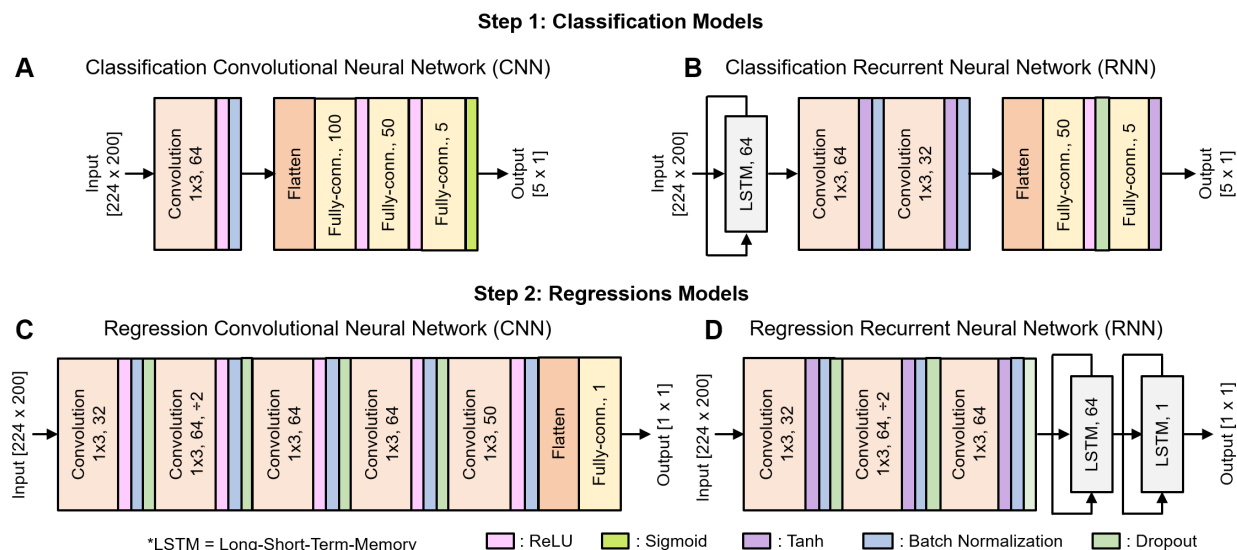 Step 1: Classification Models
A
Classification Convolutional Neural Network (CNN)
Input
[224 x 200]
Convolution
1x3, 64
Flatten
Fully-conn., 100
Fully-conn., 50
Fully-conn., 5
Output
[5 x 1]
B
Classification Recurrent Neural Network (RNN)
Input
[224 x 200]
LSTM, 64
Convolution
1x3, 64
Convolution
1x3, 32
Flatten
Fully-conn., 50
Fully-conn., 5
Output
[5 x 1]
Step 2: Regressions Models
C
Regression Convolutional Neural Network (CNN)
Input [224 x 200]
Convolution
1x3, 32
Convolution
1x3, 64, ÷2
Convolution
1x3, 64
Convolution
1x3, 64
Convolution
1x3, 50
Flatten
Fully-conn., 1
Output [1 x 1]
D
Regression Recurrent Neural Network (RNN)
Input [224 x 200]
Convolution
1x3, 32
Convolution
1x3, 64, ÷2
Convolution
1x3, 64
LSTM, 64
LSTM, 1
Output [1 x 1]
*LSTM = Long-Short-Term-Memory
: ReLU
: Sigmoid
: Tanh
: Batch Normalization
: Dropout